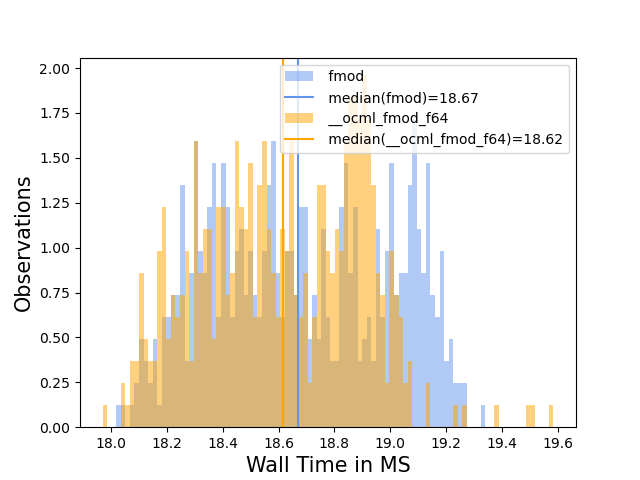 fmod
median(fmod)=18.67
__ocml_fmod_f64
median(__ocml_fmod_f64)=18.62
2.00
1.75
1.50
1.25
1.00
0.75
0.50
0.25
0.00
Observations
18.0 18.2 18.4 18.6 18.8 19.0 19.2 19.4 19.6
Wall Time in MS